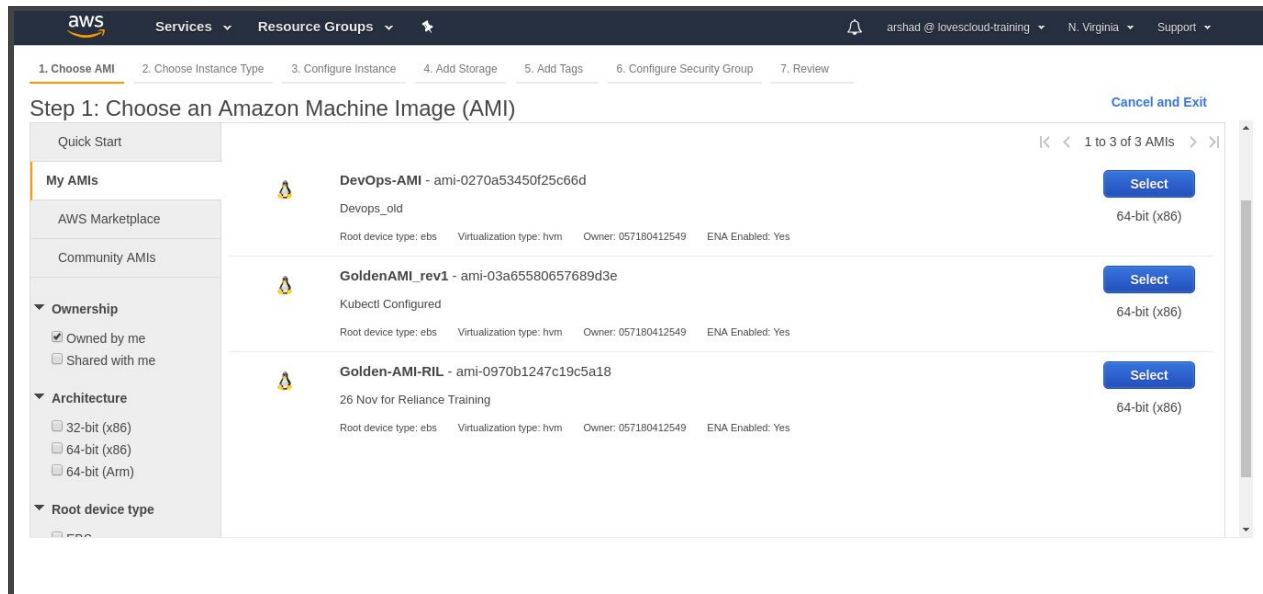 aws Services Resource Groups arshad @ lovescloud-training N. Virginia Support
1. Choose AMI 2. Choose Instance Type 3. Configure Instance 4. Add Storage 5. Add Tags 6. Configure Security Group 7. Review
Step 1: Choose an Amazon Machine Image (AMI) Cancel and Exit
Quick Start
My AMIs
AWS Marketplace
Community AMIs
Ownership
Owned by me
Shared with me
Architecture
32-bit (x86)
64-bit (x86)
64-bit (Arm)
Root device type
1 to 3 of 3 AMIs
DevOps-AMI - ami-0270a53450f25c66d
Select
Devops_old
64-bit (x86)
Root device type: ebs Virtualization type: hvm Owner: 057180412549 ENA Enabled: Yes
GoldenAMI_rev1 - ami-03a65580657689d3e
Select
Kubectl Configured
64-bit (x86)
Root device type: ebs Virtualization type: hvm Owner: 057180412549 ENA Enabled: Yes
Golden-AMI-RIL - ami-0970b1247c19c5a18
Select
26 Nov for Reliance Training
64-bit (x86)
Root device type: ebs Virtualization type: hvm Owner: 057180412549 ENA Enabled: Yes